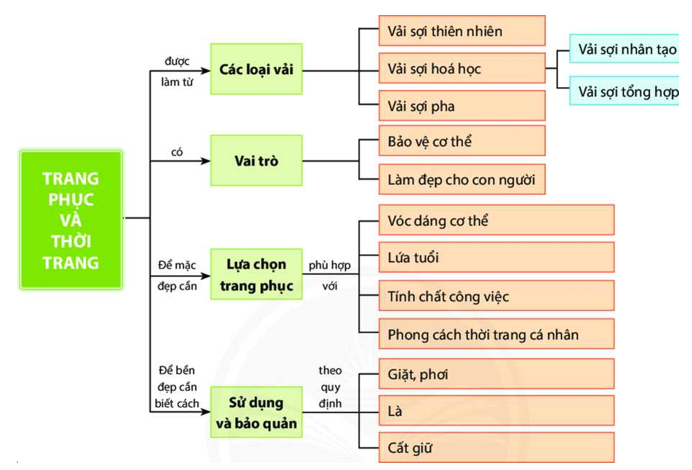 TRANG
PHỤC
VÀ
THỜI
TRANG
được
làm từ
Các loại vải
Vải sợi thiên nhiên
Vải sợi hoá học
Vải sợi nhân tạo
Vải sợi tổng hợp
Vải sợi pha
có
Vai trò
Bảo vệ cơ thể
Làm đẹp cho con người
Để mặc
đẹp cần
Lựa chọn
trang phục
phù hợp
với
Vóc dáng cơ thể
Lứa tuổi
Tính chất công việc
Phong cách thời trang cá nhân
Để bền
đẹp cần
biết cách
Sử dụng
và bảo quản
theo
quy
định
Giặt, phơi
Là
Cất giữ